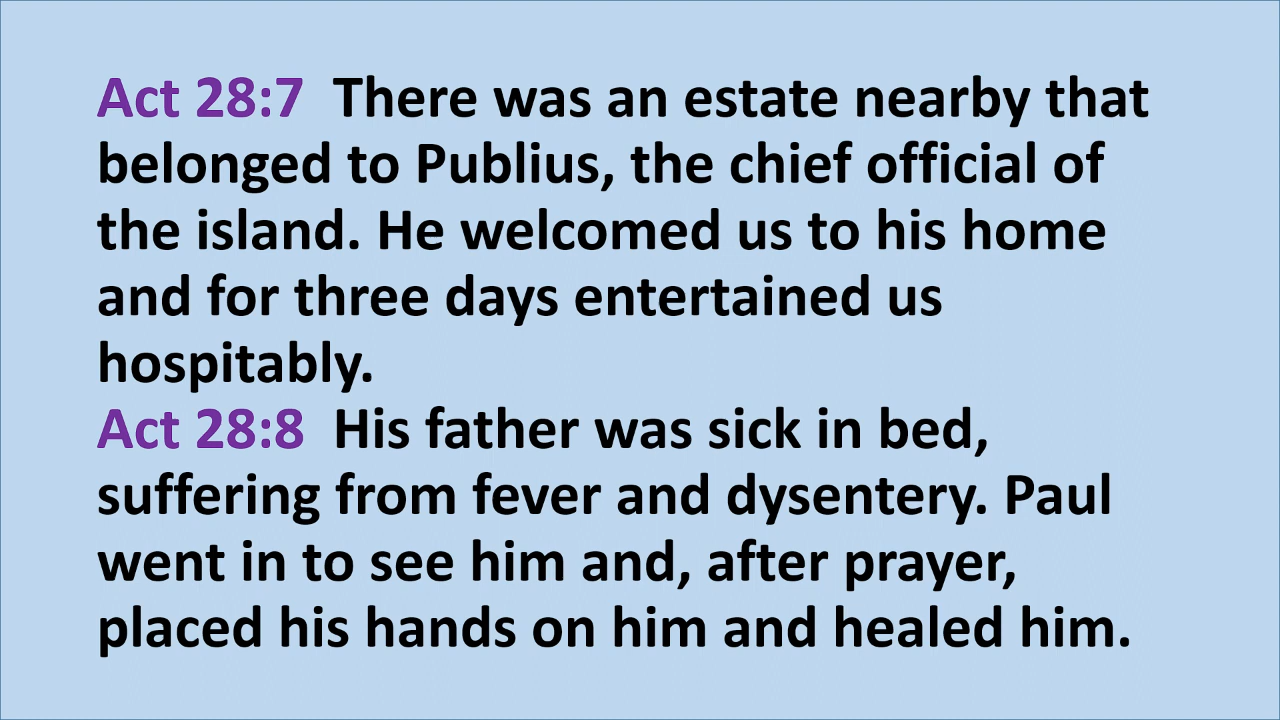 Act 28:7  There was an estate nearby that
belonged to Publius, the chief official of
the island. He welcomed us to his home
and for three days entertained us
hospitably.
Act 28:8  His father was sick in bed,
suffering from fever and dysentery. Paul
went in to see him and, after prayer,
placed his hands on him and healed him.